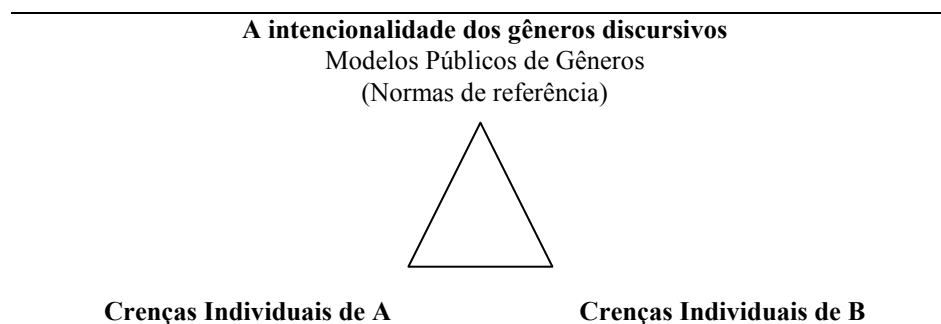 A intencionalidade dos gêneros discursivos
Modelos Públicos de Gêneros
(Normas de referência)
Crenças Individuais de A Crenças Individuais de B